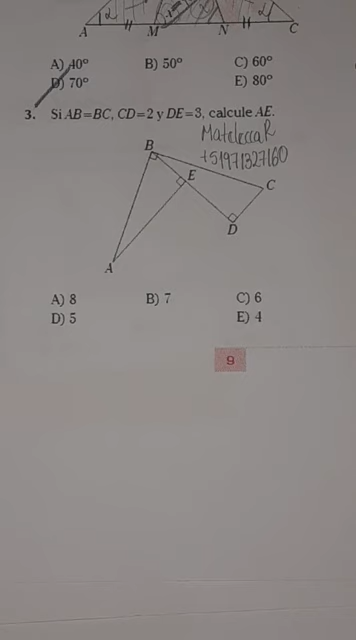 A M N C
A) 40° B) 50° C) 60°
D) 70° E) 80°
3. Si AB=BC, CD=2 y DE=3, calcule AE.
+51971327160
B
E
C
D
A
A) 8 B) 7 C) 6
D) 5 E) 4
9